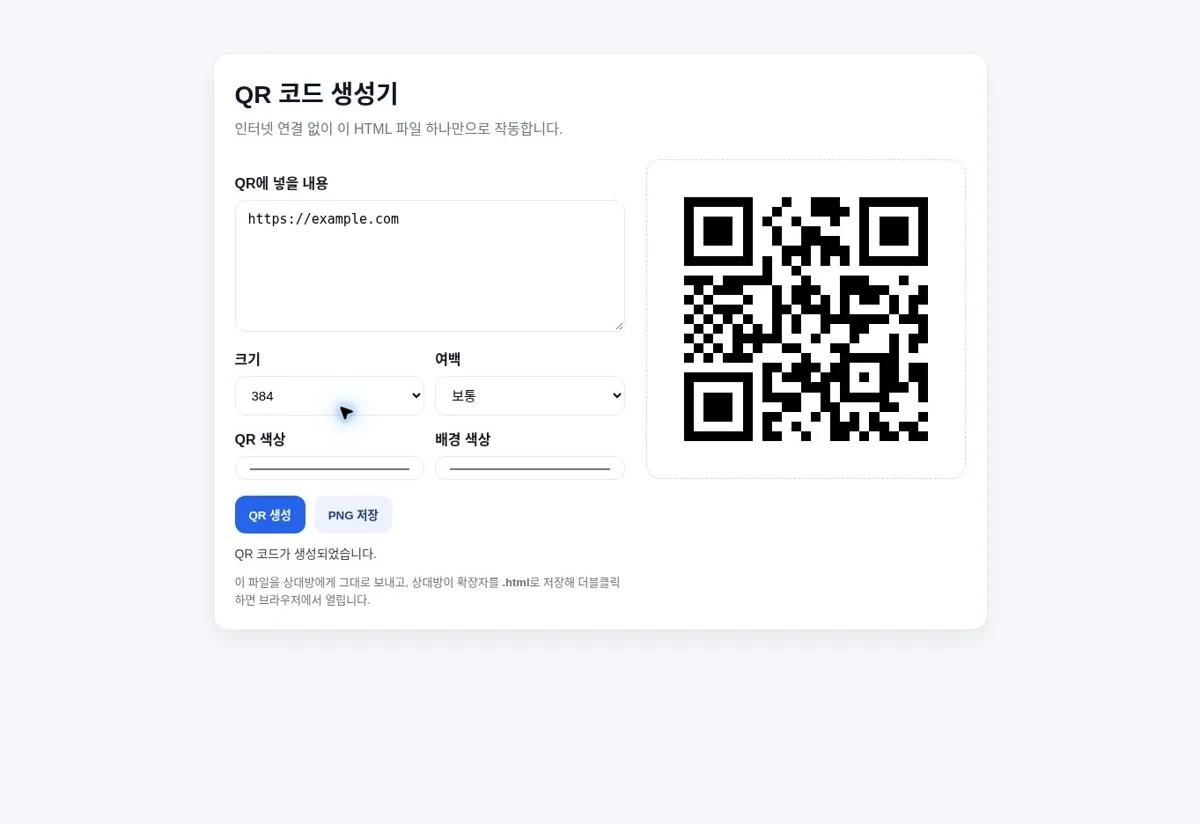 QR 코드 생성기
인터넷 연결 없이 이 HTML 파일 하나만으로 작동합니다.
QR에 넣을 내용
https://example.com
크기
여백
384
보통
QR 색상
배경 색상
QR 생성
PNG 저장
QR 코드가 생성되었습니다.
이 파일을 상대방에게 그대로 보내고, 상대방이 확장자를 .html로 저장해 더블클릭
하면 브라우저에서 열립니다.